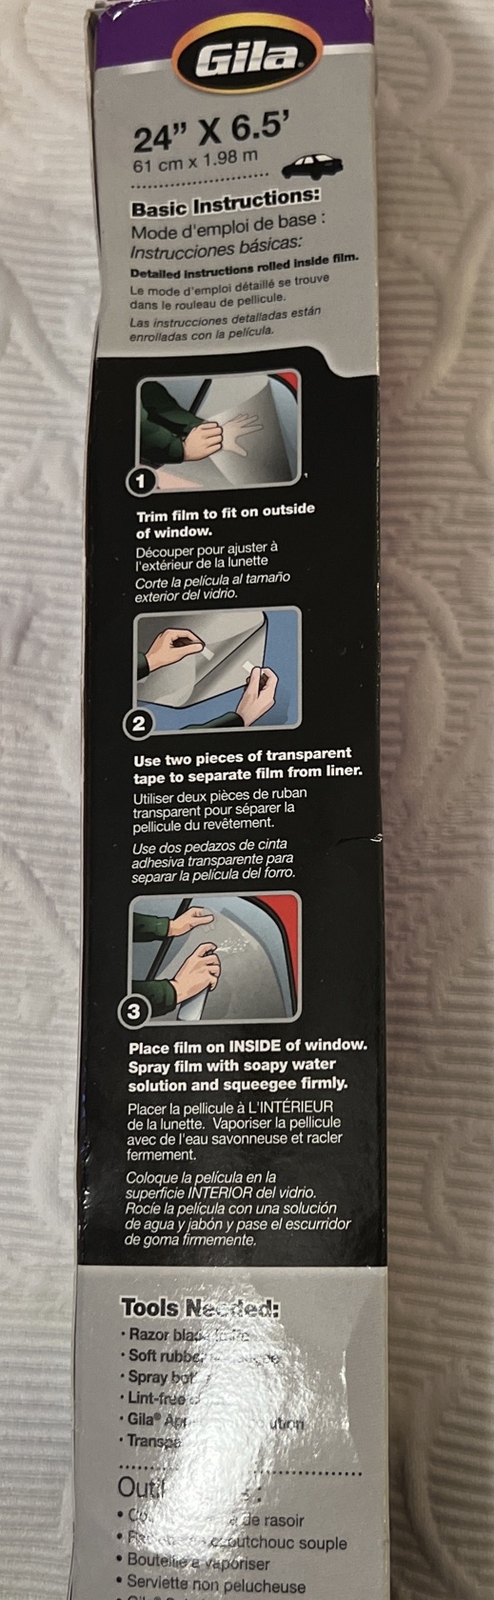 Gila®
24” X 6.5’
61 cm x 1.98 m
Basic Instructions:
Mode d'emploi de base :
Instrucciones básicas:
Detailed instructions rolled inside film.
Le mode d'emploi détaillé se trouve
dans le rouleau de pellicule.
Las instrucciones detalladas están
enrolladas con la película.
1
Trim film to fit on outside
of window.
Découper pour ajuster à
l'extérieur de la lunette
Corte la película al tamaño
exterior del vidrio.
2
Use two pieces of transparent
tape to separate film from liner.
Utiliser deux pièces de ruban
transparent pour séparer la
pellicule du revêtement.
Use dos pedazos de cinta
adhesiva transparente para
separar la película del forro.
3
Place film on INSIDE of window.
Spray film with soapy water
solution and squeegee firmly.
Placer la pellicule à L'INTÉRIEUR
de la lunette. Vaporiser la pellicule
avec de l'eau savonneuse et racler
fermement.
Coloque la película en la
superficie INTERIOR del vidrio.
Rocíe la película con una solución
de agua y jabón y pase el escurridor
de goma firmemente.
Tools Needed:
• Razor
• Soft rubber
• Spray
• Lint-free
• Gila®
•
:
• de rasoir
• caoutchouc souple
• Bouteille à vaporiser
• Serviette non pelucheuse